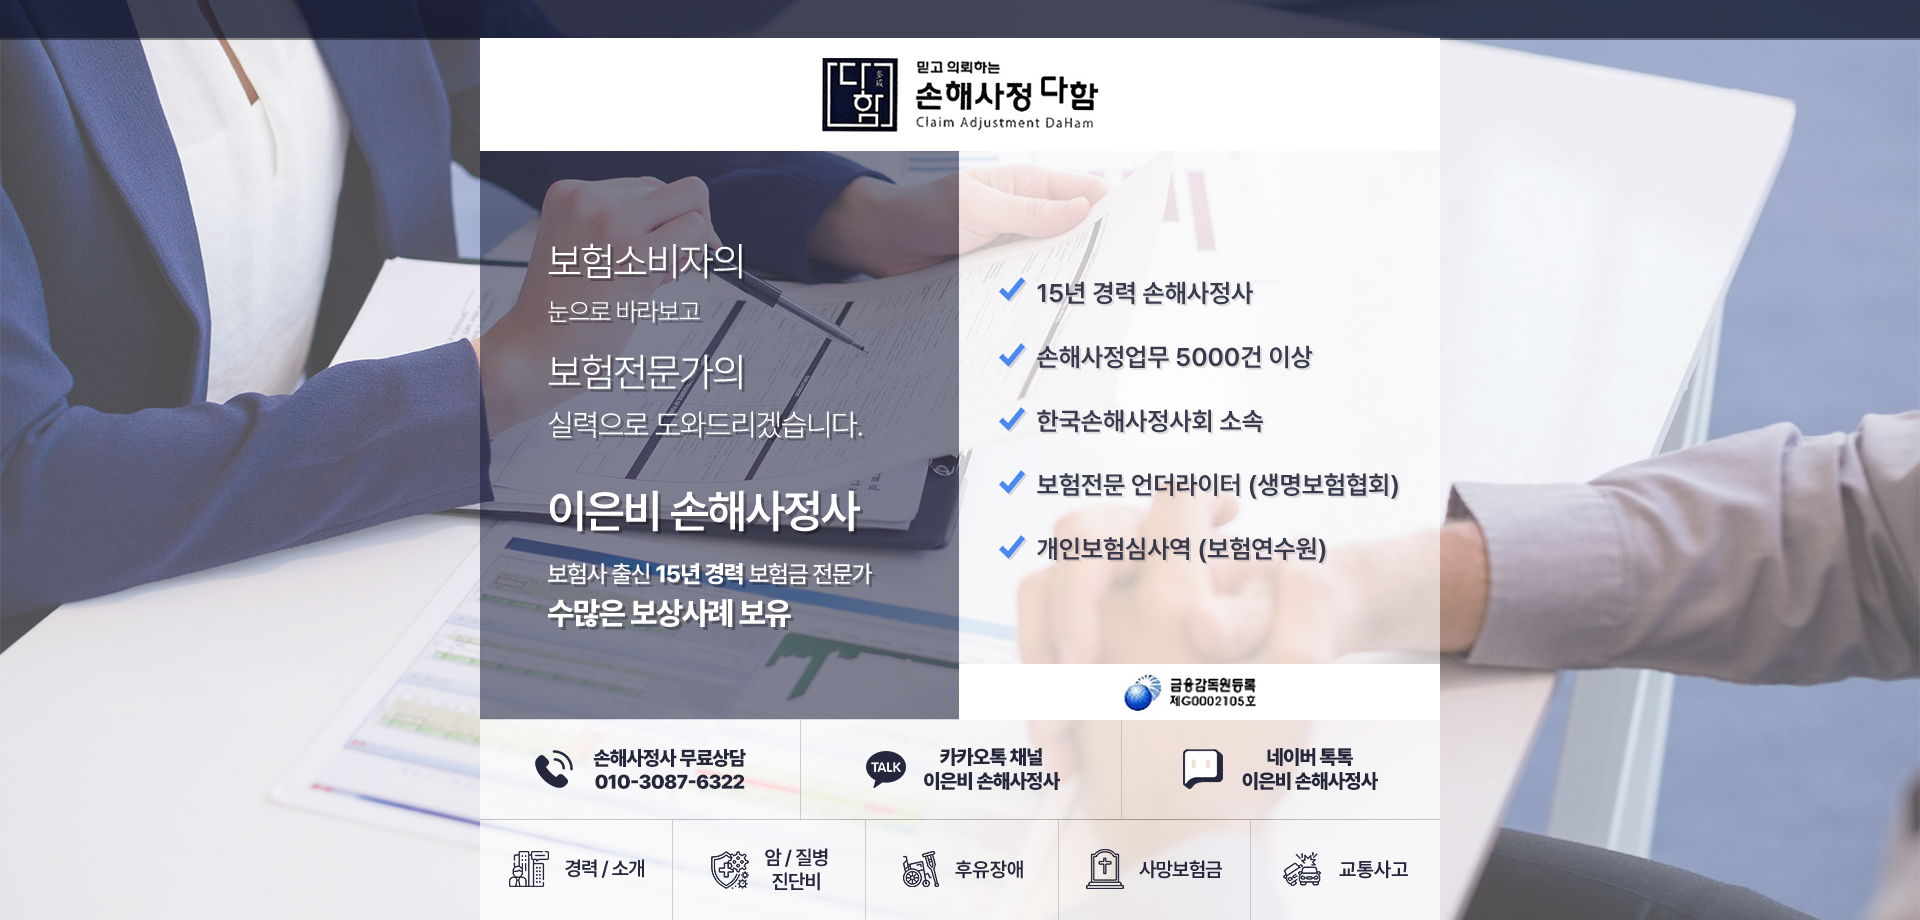 다함
믿고 의뢰하는
손해사정 다함
Claim Adjustment DaHam
보험소비자의
눈으로 바라보고
보험전문가의
실력으로 도와드리겠습니다.
이은비 손해사정사
보험사 출신 15년 경력 보험금 전문가
수많은 보상사례 보유
15년 경력 손해사정사
손해사정업무 5000건 이상
한국손해사정사회 소속
보험전문 언더라이터 (생명보험협회)
개인보험심사역 (보험연수원)
금융감독원등록
제G0002105호
손해사정사 무료상담
010-3087-6322
TALK
카카오톡 채널
이은비 손해사정사
네이버 톡톡
이은비 손해사정사
경력 / 소개
암 / 질병
진단비
후유장애
사망보험금
교통사고